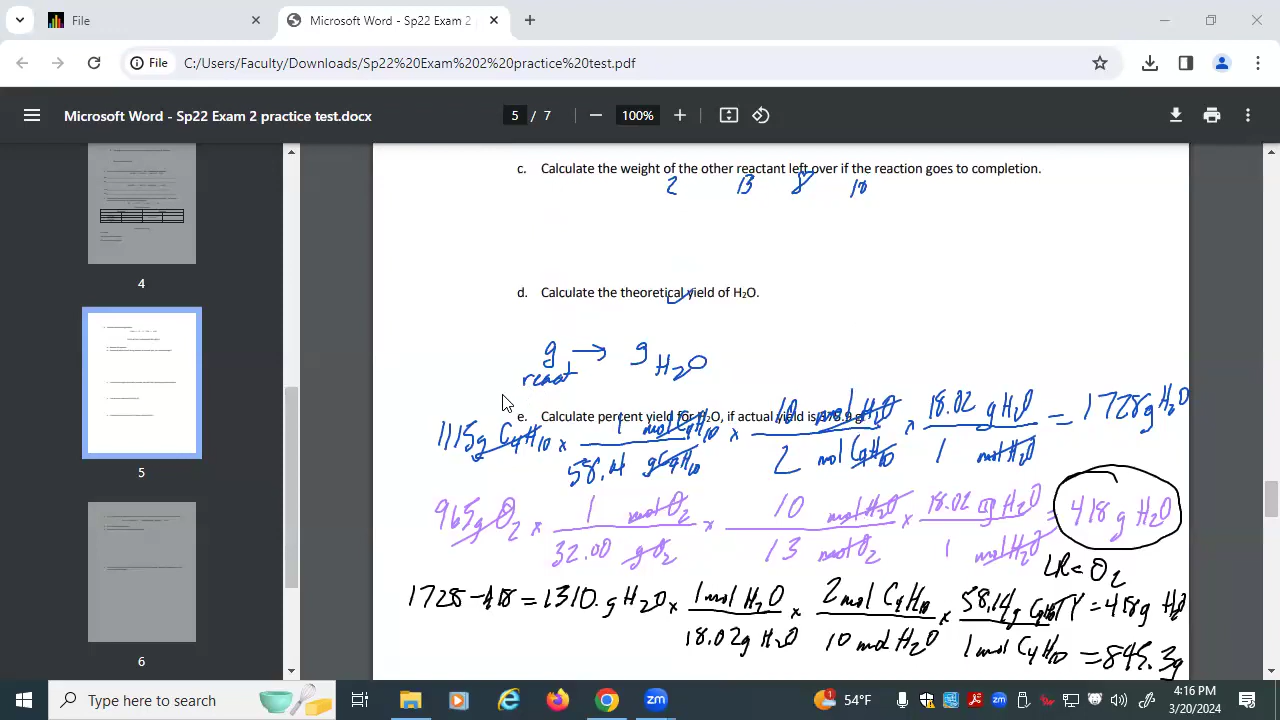 File
Microsoft Word - Sp22 Exam 2
File C:/Users/Faculty/Downloads/Sp22%20Exam%202%20practice%20test.pdf
Microsoft Word - Sp22 Exam 2 practice test.docx
5 / 7
100%
4
5
6
c. Calculate the weight of the other reactant left over if the reaction goes to completion.
2 13 8 10
d. Calculate the theoretical yield of H₂O.
g → g H₂O
react
e. Calculate percent yield for H₂O, if actual yield is
1115g C₄H₁₀ × 1 mol C₄H₁₀ / 58.14 g C₄H₁₀ × 10 mol H₂O / 2 mol C₄H₁₀ × 18.02 g H₂O / 1 mol H₂O = 1728g H₂O
965g O₂ × 1 mol O₂ / 32.00 g O₂ × 10 mol H₂O / 13 mol O₂ × 18.02 g H₂O / 1 mol H₂O = 418 g H₂O
LR = O₂
1728 - 418 = 1310. g H₂O × 1 mol H₂O / 18.02g H₂O × 2 mol C₄H₁₀ / 10 mol H₂O × 58.14g / 1 mol C₄H₁₀ = 845.3g
TY = 418g H₂O
Type here to search
54°F
4:16 PM
3/20/2024